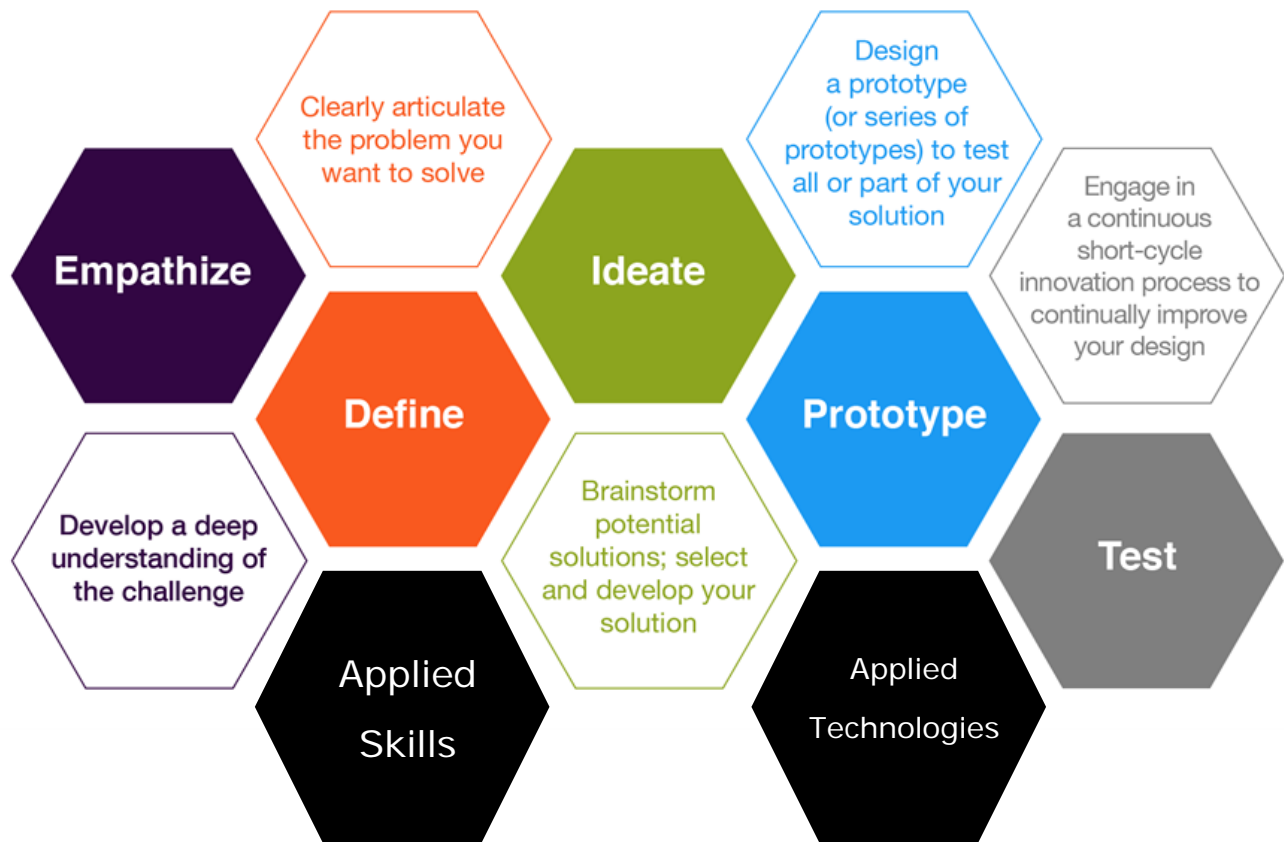 Empathize
Develop a deep
understanding of
the challenge
Clearly articulate
the problem you
want to solve
Define
Ideate
Brainstorm
potential
solutions; select
and develop your
solution
Design
a prototype
(or series of
prototypes) to test
all or part of your
solution
Prototype
Engage in
a continuous
short-cycle
innovation process to
continually improve
your design
Test
Applied
Skills
Applied
Technologies